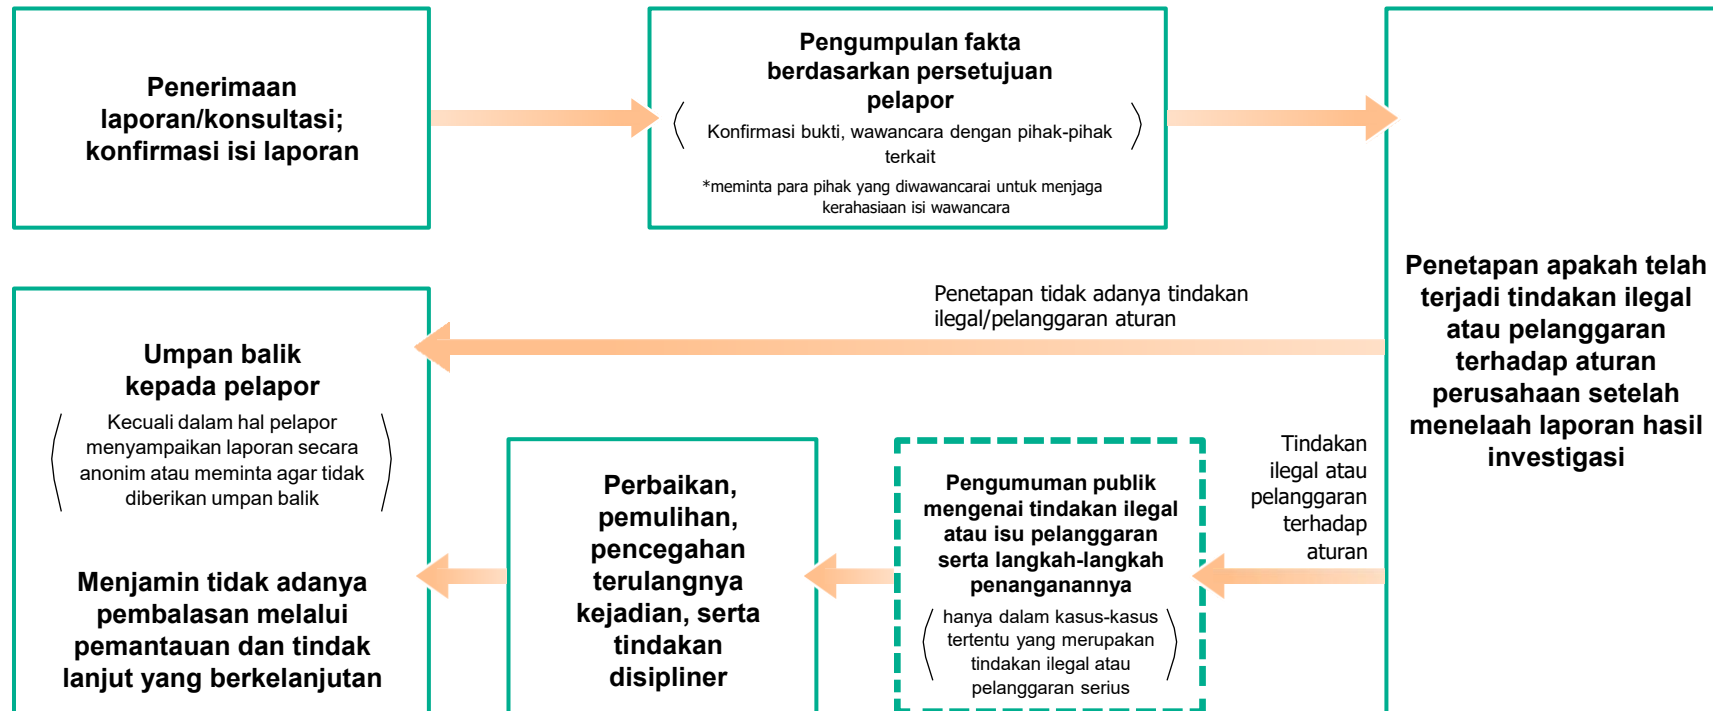 Penerimaan
laporan/konsultasi;
konfirmasi isi laporan
Pengumpulan fakta
berdasarkan persetujuan
pelapor
Konfirmasi bukti, wawancara dengan pihak-pihak
terkait
*meminta para pihak yang diwawancarai untuk menjaga
kerahasiaan isi wawancara
Penetapan apakah telah
terjadi tindakan ilegal
atau pelanggaran
terhadap aturan
perusahaan setelah
menelaah laporan hasil
investigasi
Penetapan tidak adanya tindakan
ilegal/pelanggaran aturan
Tindakan
ilegal atau
pelanggaran
terhadap
aturan
Pengumuman publik
mengenai tindakan ilegal
atau isu pelanggaran
serta langkah-langkah
penanganannya
hanya dalam kasus-kasus
tertentu yang merupakan
tindakan ilegal atau
pelanggaran serius
Perbaikan,
pemulihan,
pencegahan
terulangnya
kejadian, serta
tindakan
disipliner
Umpan balik
kepada pelapor
Kecuali dalam hal pelapor
menyampaikan laporan secara
anonim atau meminta agar tidak
diberikan umpan balik
Menjamin tidak adanya
pembalasan melalui
pemantauan dan tindak
lanjut yang berkelanjutan